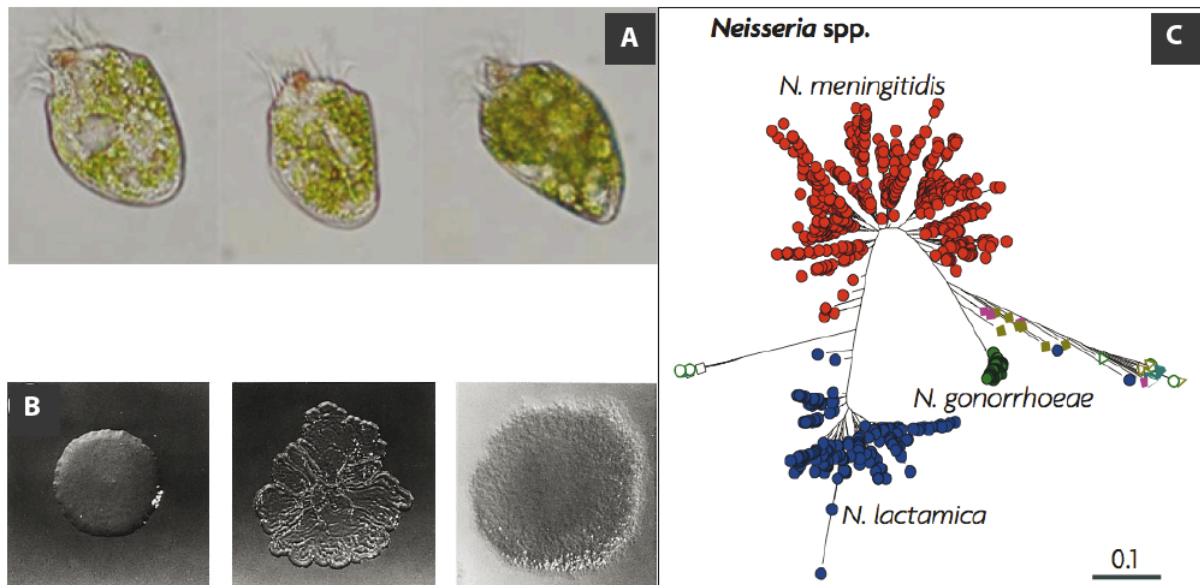 A
B
Neisseria spp.
C
N. meningitidis
N. gonorrhoeae
N. lactamica
0.1